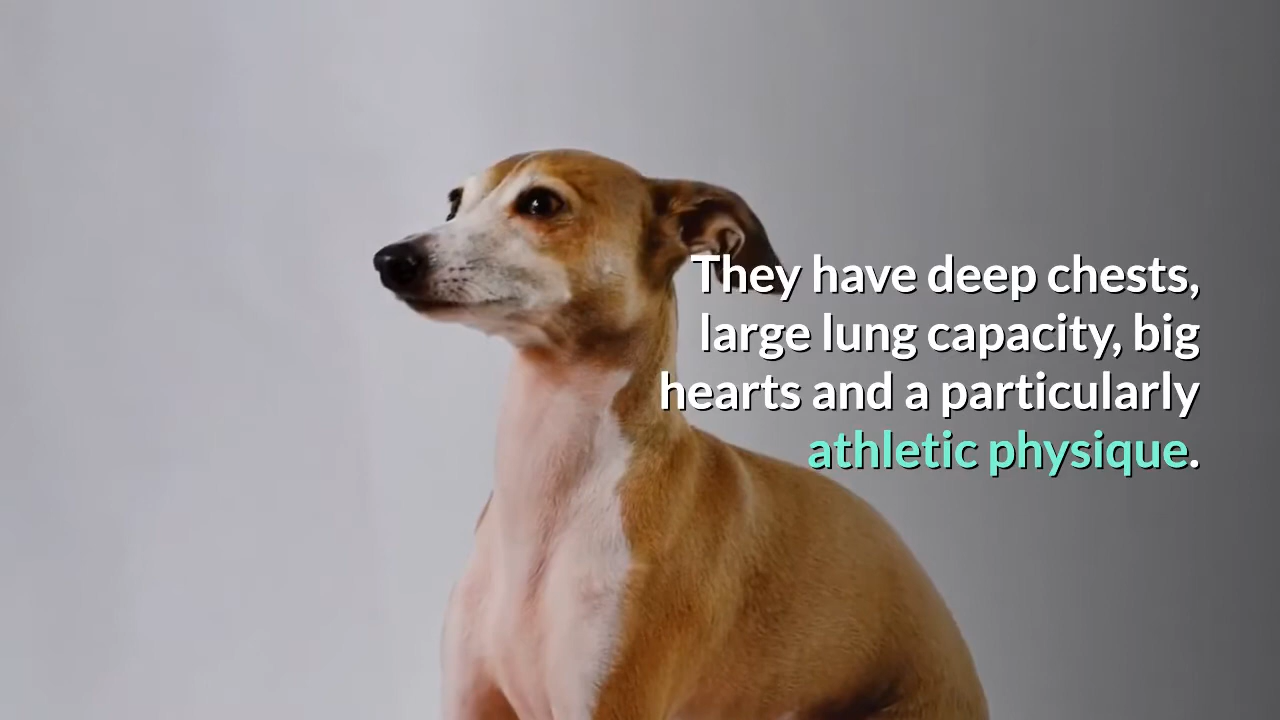 They have deep chests,
large lung capacity, big
hearts and a particularly
athletic physique.